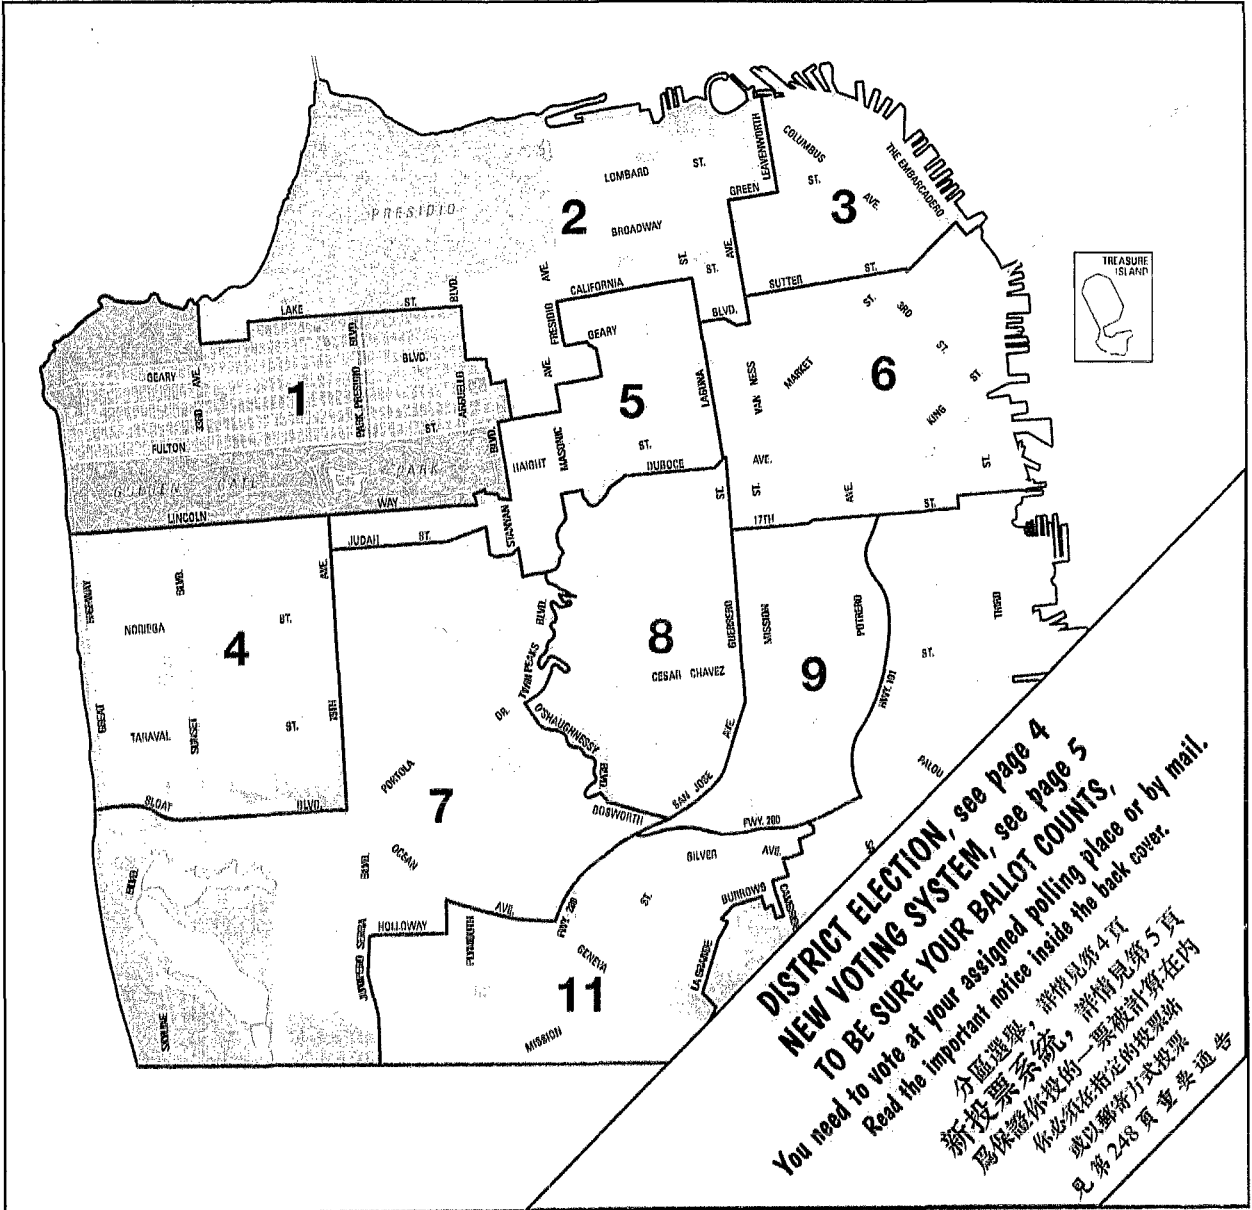 COLUMBUS
ST.
AVE.
THE EMBARCADERO
LEAVENWORTH
LOMBARD
ST.
GREEN
3
PRESIDIO
2
BROADWAY
AVE.
ST.
ST.
AVE.
TREASURE
ISLAND
SUTTER
ST.
CALIFORNIA
LAKE
ST.
BLVD.
PRESIDIO
BLVD.
ST.
3RD
ST.
ST.
GEARY
BLVD.
BLVD.
AVE.
GEARY
AVE.
1
PARK PRESIDIO
ARGUELLO
33RD
5
LAGUNA
VAN NESS
MARKET
6
KING
ST.
FULTON
ST.
BLVD.
HAIGHT
MASONIC
ST.
DUBOCE
AVE.
ST.
ST.
ST.
AVE.
GOLDEN GATE PARK
LINCOLN
WAY
STANYAN
17TH
ST.
JUDAH
ST.
AVE.
BLVD.
NORIEGA
ST.
4
TARAVAL
ST.
GREAT
SUNSET
19TH
SLOAT
BLVD.
BLVD.
TWIN PEAKS
8
GUERRERO
MISSION
POTRERO
THIRD
ST.
CESAR CHAVEZ
9
HWY. 101
DR.
O'SHAUGHNESSY
BLVD.
AVE.
PORTOLA
7
SAN JOSE
BOSWORTH
FWY. 280
PALOU
OCEAN
BLVD.
BLVD.
SILVER
AVE.
ST.
BURROWS
AVE.
HOLLOWAY
FWY. 280
JUNIPERO SERRA
PLYMOUTH
GENEVA
LA GRANDE
11
SKYLINE
MISSION
DISTRICT ELECTION, see page 4
NEW VOTING SYSTEM, see page 5
TO BE SURE YOUR BALLOT COUNTS,
You need to vote at your assigned polling place or by mail.
Read the important notice inside the back cover.
分區選舉，詳情見第4頁
新投票系統，詳情見第5頁
為保證你投的一票被計算在內
你必須在指定的投票站
或以郵寄方式投票
見第248頁重要通告